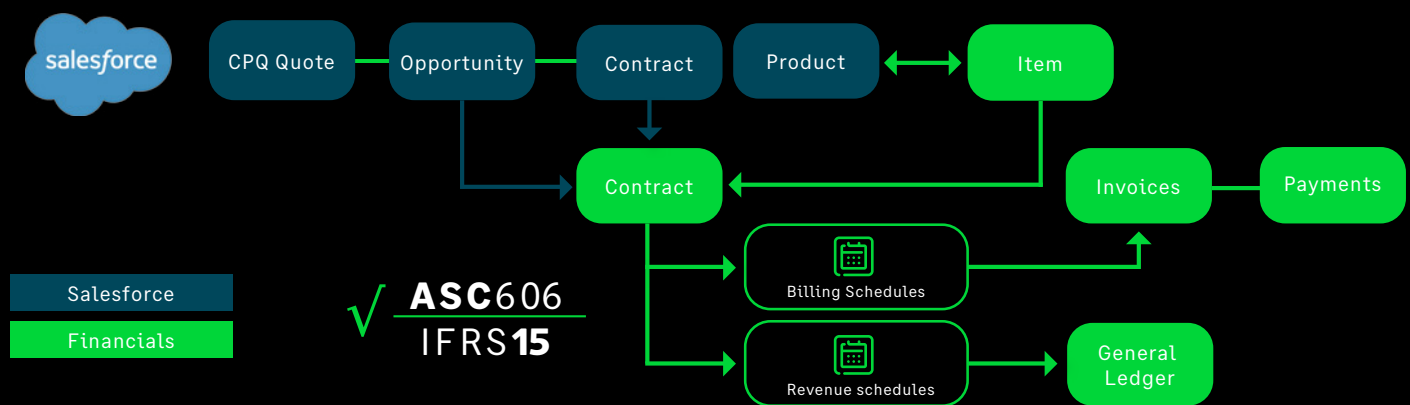 salesforce
CPQ Quote
Opportunity
Contract
Product
Item
Contract
Invoices
Payments
Salesforce
Financials
√ ASC606
IFRS15
Billing Schedules
Revenue schedules
General
Ledger